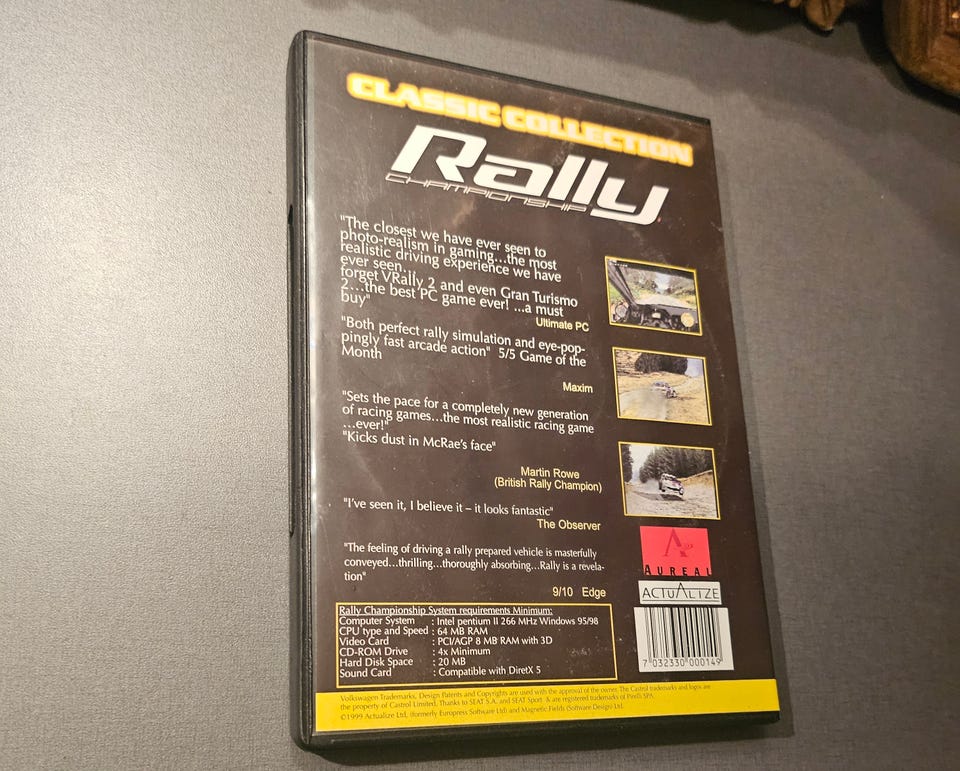 CLASSIC COLLECTION
Rally
CHAMPIONSHIP
"The closest we have ever seen to
photo-realism in gaming...the most
realistic driving experience we have
ever seen...
forget VRally 2 and even Gran Turismo
2...the best PC game ever! ...a must
buy"
Ultimate PC
"Both perfect rally simulation and eye-pop-
pingly fast arcade action" 5/5 Game of the
Month
Maxim
"Sets the pace for a completely new generation
of racing games...the most realistic racing game
...ever!"
"Kicks dust in McRae's face"
Martin Rowe
(British Rally Champion)
"I've seen it, I believe it – it looks fantastic"
The Observer
"The feeling of driving a rally prepared vehicle is masterfully
conveyed...thrilling...thoroughly absorbing...Rally is a revela-
tion"
9/10 Edge
AUREAL
ACTUALIZE
Rally Championship System requirements Minimum:
Computer System : Intel pentium II 266 MHz Windows 95/98
CPU type and Speed : 64 MB RAM
Video Card : PCI/AGP 8 MB RAM with 3D
CD-ROM Drive : 4x Minimum
Hard Disk Space : 20 MB
Sound Card : Compatible with DiretX 5
7 032330 000149
Volkswagen Trademarks, Design Patents and Copyrights are used with the approval of the owner. The Castrol trademarks and logos are
the property of Castrol Limited, Thanks to SEAT S.A. and SEAT Sport & are registered trademarks of Pirelli SPA.
©1999 Actualize Ltd, (formerly Europress Software Ltd) and Magnetic Fields (Software Design) Ltd.